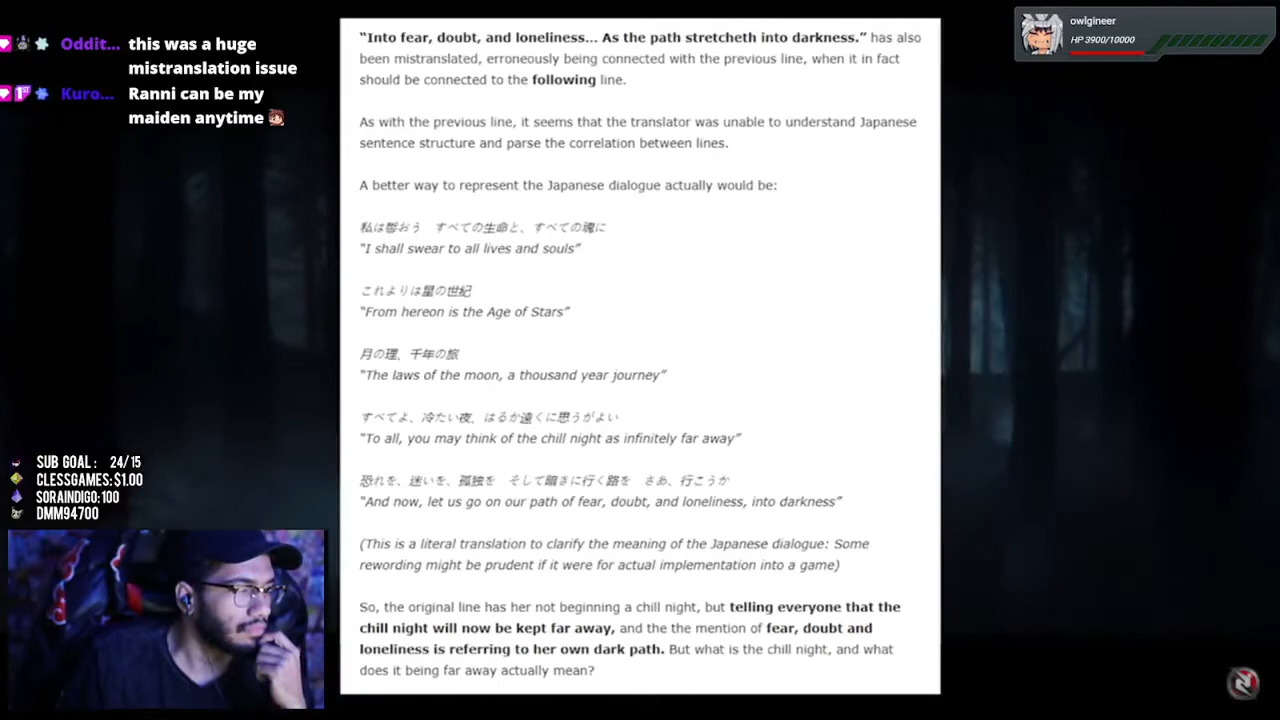 Oddit... this was a huge
mistranslation issue
Kuro... Ranni can be my
maiden anytime
owlgineer
HP 3900/10000
“Into fear, doubt, and loneliness... As the path stretcheth into darkness.” has also
been mistranslated, erroneously being connected with the previous line, when it in fact
should be connected to the following line.
As with the previous line, it seems that the translator was unable to understand Japanese
sentence structure and parse the correlation between lines.
A better way to represent the Japanese dialogue actually would be:
私は誓おう すべての生命と、すべての魂に
“I shall swear to all lives and souls”
これよりは星の世紀
“From hereon is the Age of Stars”
月の理、千年の旅
“The laws of the moon, a thousand year journey”
すべてよ、冷たい夜、はるか遠くに思うがよい
“To all, you may think of the chill night as infinitely far away”
恐れを、迷いを、孤独を そして暗きに行く路を さあ、行こうか
“And now, let us go on our path of fear, doubt, and loneliness, into darkness”
(This is a literal translation to clarify the meaning of the Japanese dialogue: Some
rewording might be prudent if it were for actual implementation into a game)
So, the original line has her not beginning a chill night, but telling everyone that the
chill night will now be kept far away, and the the mention of fear, doubt and
loneliness is referring to her own dark path. But what is the chill night, and what
does it being far away actually mean?
SUB GOAL : 24/15
CLESSGAMES: $1.00
SORAINDIGO: 100
DMM94700